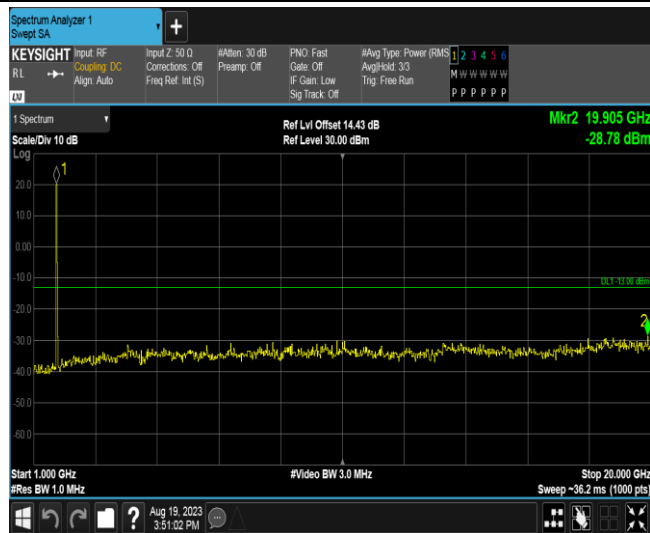 Spectrum Analyzer 1
Swept SA
+
KEYSIGHT
RL
LXI
Input: RF
Coupling: DC
Align: Auto
Input Z: 50 Ω
Corrections: Off
Freq Ref: Int (S)
#Atten: 30 dB
Preamp: Off
PNO: Fast
Gate: Off
IF Gain: Low
Sig Track: Off
#Avg Type: Power (RMS
Avg|Hold: 3/3
Trig: Free Run
1 2 3 4 5 6
M W W W W W
P P P P P P
1 Spectrum
Scale/Div 10 dB
Log
Ref Lvl Offset 14.43 dB
Ref Level 30.00 dBm
Mkr2 19.905 GHz
-28.78 dBm
1
20.0
10.0
0.00
-10.0
DL1 -13.00 dBm
-20.0
2
-30.0
-40.0
-50.0
-60.0
Start 1.000 GHz
#Res BW 1.0 MHz
#Video BW 3.0 MHz
Stop 20.000 GHz
Sweep ~36.2 ms (1000 pts)
?
Aug 19, 2023
3:51:02 PM